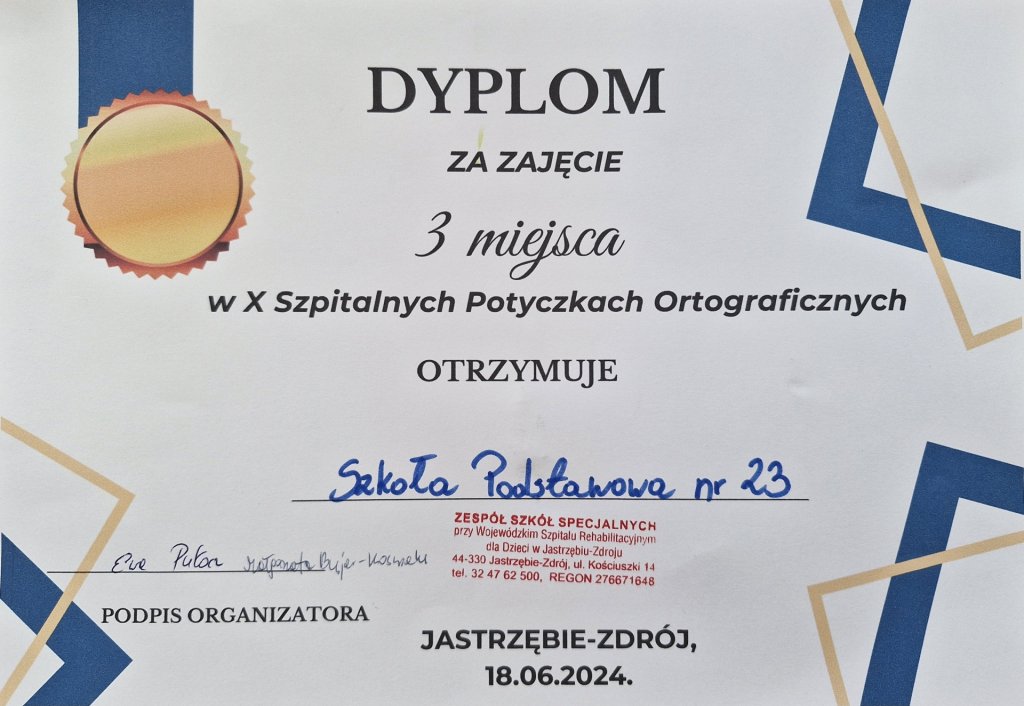 DYPLOM
ZA ZAJĘCIE
3 miejsca
w X Szpitalnych Potyczkach Ortograficznych
OTRZYMUJE
Szkoła Podstawowa nr 23
ZESPÓŁ SZKÓŁ SPECJALNYCH
przy Wojewódzkim Szpitalu Rehabilitacyjnym
dla Dzieci w Jastrzębiu-Zdroju
44-330 Jastrzębie-Zdrój, ul. Kościuszki 14
tel. 32 47 62 500, REGON 276671648
Małgorzata
PODPIS ORGANIZATORA
JASTRZĘBIE-ZDRÓJ,
18.06.2024.